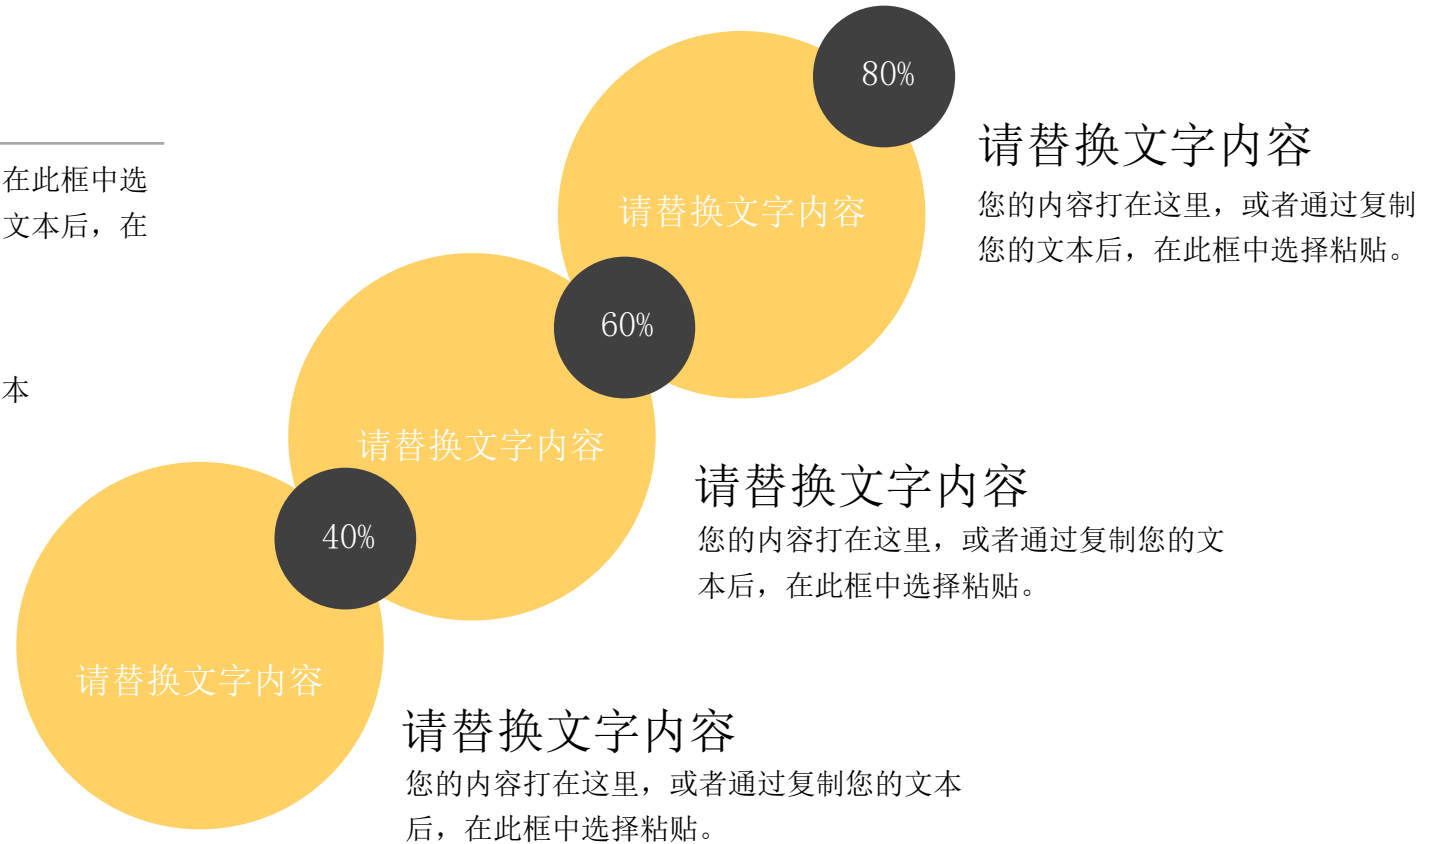 在此框中选
文本后，在
本
80%
请替换文字内容
请替换文字内容
您的内容打在这里，或者通过复制
您的文本后，在此框中选择粘贴。
60%
请替换文字内容
请替换文字内容
您的内容打在这里，或者通过复制您的文
本后，在此框中选择粘贴。
40%
请替换文字内容
请替换文字内容
您的内容打在这里，或者通过复制您的文本
后，在此框中选择粘贴。